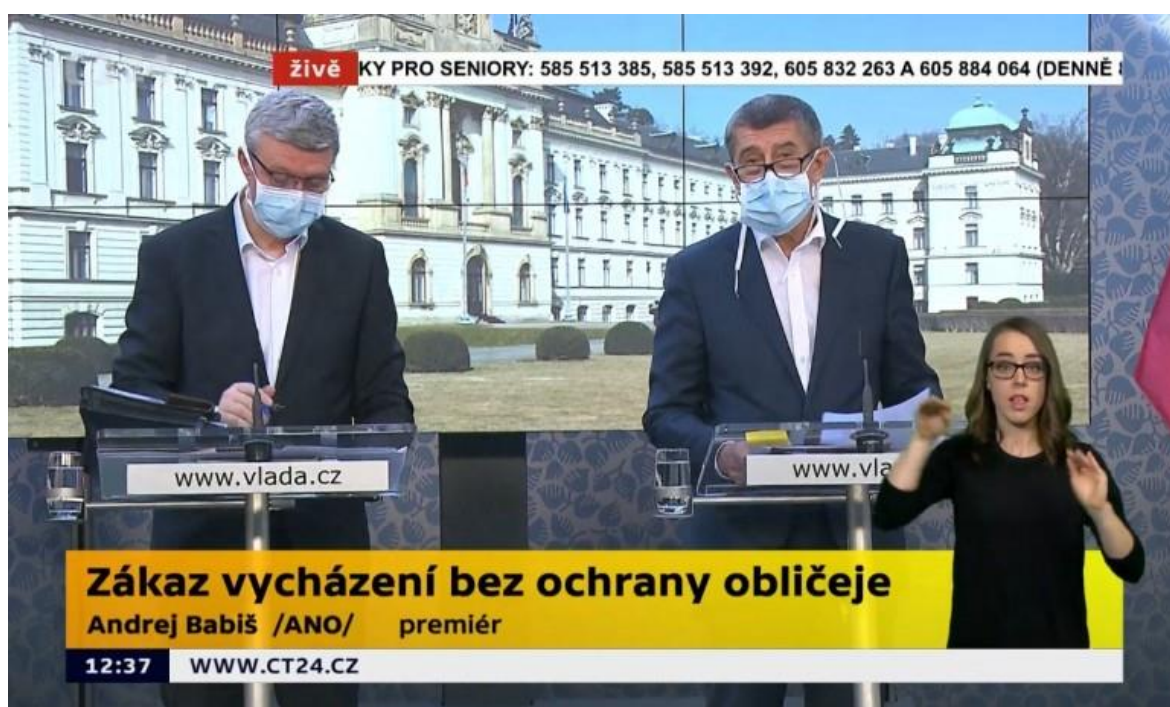 živě KY PRO SENIORY: 585 513 385, 585 513 392, 605 832 263 A 605 884 064 (DENNĚ
www.vlada.cz
www.vla
Zákaz vycházení bez ochrany obličeje
Andrej Babiš /ANO/ premiér
12:37 WWW.CT24.CZ